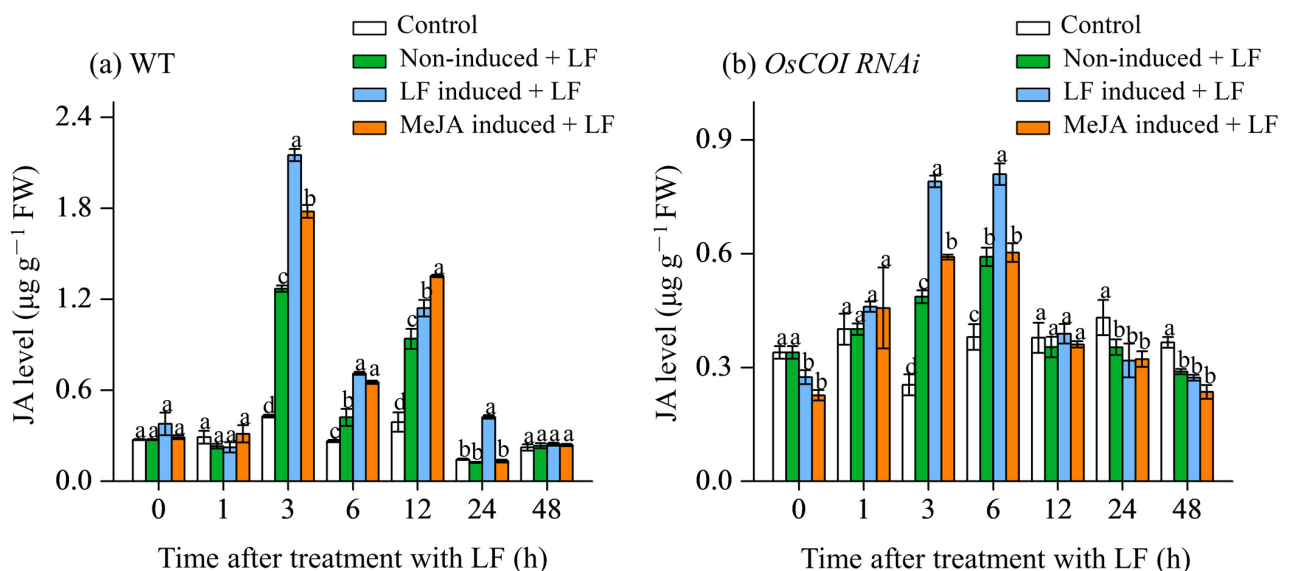 (a) WT
Control
Non-induced + LF
LF induced + LF
MeJA induced + LF
JA level (μg g⁻¹ FW)
2.4
1.8
1.2
0.6
0.0
a a a a
a a a a
d c a b
c b a a
d c b a
b b a b
a a a a
0 1 3 6 12 24 48
Time after treatment with LF (h)
(b) OsCOI RNAi
Control
Non-induced + LF
LF induced + LF
MeJA induced + LF
JA level (μg g⁻¹ FW)
0.9
0.6
0.3
0.0
a a b b
a a a a
d c a b
c b a b
a a a a
a b b b
a b b b
0 1 3 6 12 24 48
Time after treatment with LF (h)